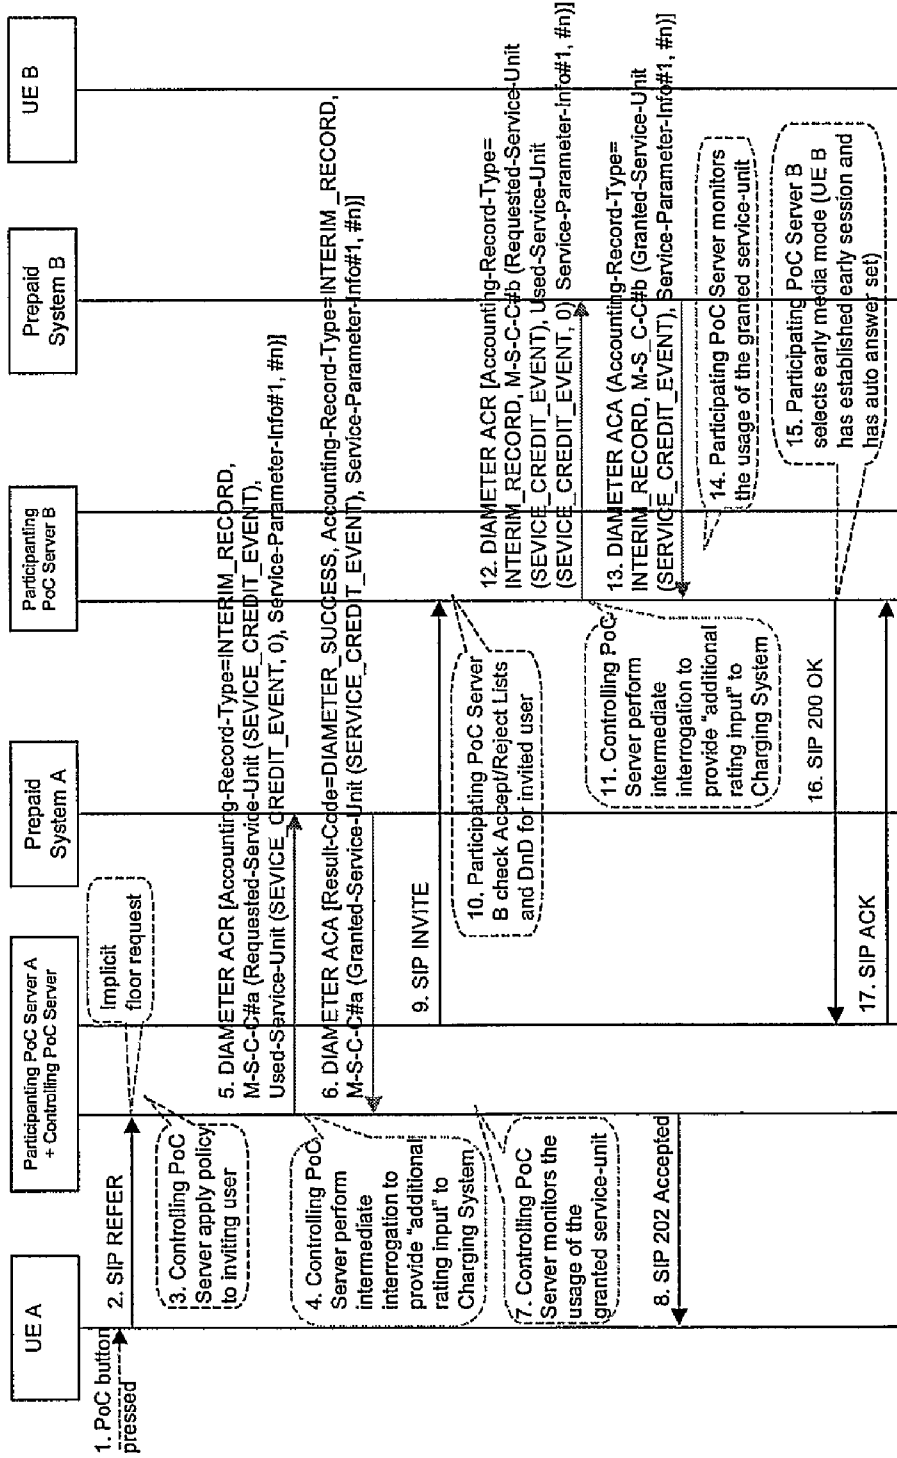 UE A
Participanting PoC Server A
+ Controlling PoC Server
Prepaid
System A
Participanting
PoC Server B
Prepaid
System B
UE B
1. PoC button
pressed
2. SIP REFER
Implicit
floor request
3. Controlling PoC
Server apply policy
to inviting user
4. Controlling PoC
Server perform
intermediate
interrogation to
provide "additional
rating input" to
Charging System
5. DIAMETER ACR [Accounting-Record-Type=INTERIM_RECORD,
M-S-C-C#a (Requested-Service-Unit (SEVICE_CREDIT_EVENT),
Used-Service-Unit (SEVICE_CREDIT_EVENT, 0), Service-Parameter-Info#1, #n)]
6. DIAMETER ACA [Result-Code=DIAMETER_SUCCESS, Accounting-Record-Type=INTERIM_RECORD,
M-S-C-C#a (Granted-Service-Unit (SERVICE_CREDIT_EVENT), Service-Parameter-Info#1, #n)]
7. Controlling PoC
Server monitors the
usage of the
granted service-unit
8. SIP 202 Accepted
9. SIP INVITE
10. Participating PoC Server
B check Accept/Reject Lists
and DnD for invited user
11. Controlling PoC
Server perform
intermediate
interrogation to
provide "additional
rating input" to
Charging System
12. DIAMETER ACR [Accounting-Record-Type=
INTERIM_RECORD, M-S-C-C#b (Requested-Service-Unit
(SEVICE_CREDIT_EVENT), Used-Service-Unit
(SEVICE_CREDIT_EVENT, 0) Service-Parameter-Info#1, #n)]
13. DIAMETER ACA (Accounting-Record-Type=
INTERIM_RECORD, M-S_C-C#b (Granted-Service-Unit
(SERVICE_CREDIT_EVENT), Service-Parameter-Info#1, #n)]
14. Participating PoC Server monitors
the usage of the granted service-unit
15. Participating PoC Server B
selects early media mode (UE B
has established early session and
has auto answer set)
16. SIP 200 OK
17. SIP ACK